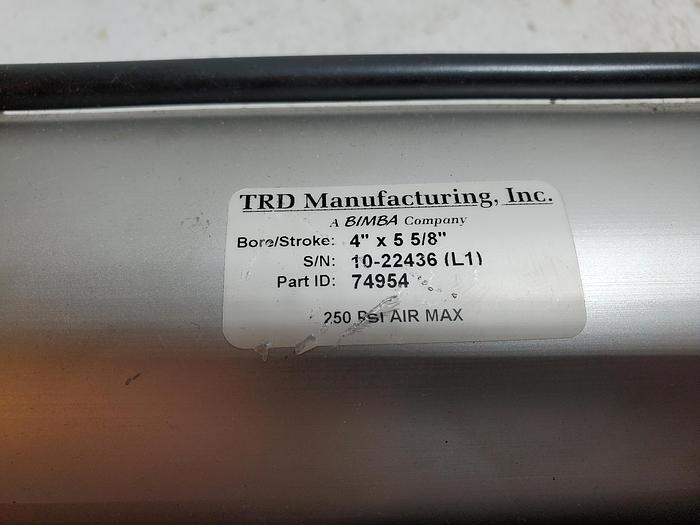 TRD Manufacturing, Inc.
A BIMBA Company
Bore/Stroke: 4" x 5 5/8"
S/N: 10-22436 (L1)
Part ID: 74954
250 PSI AIR MAX